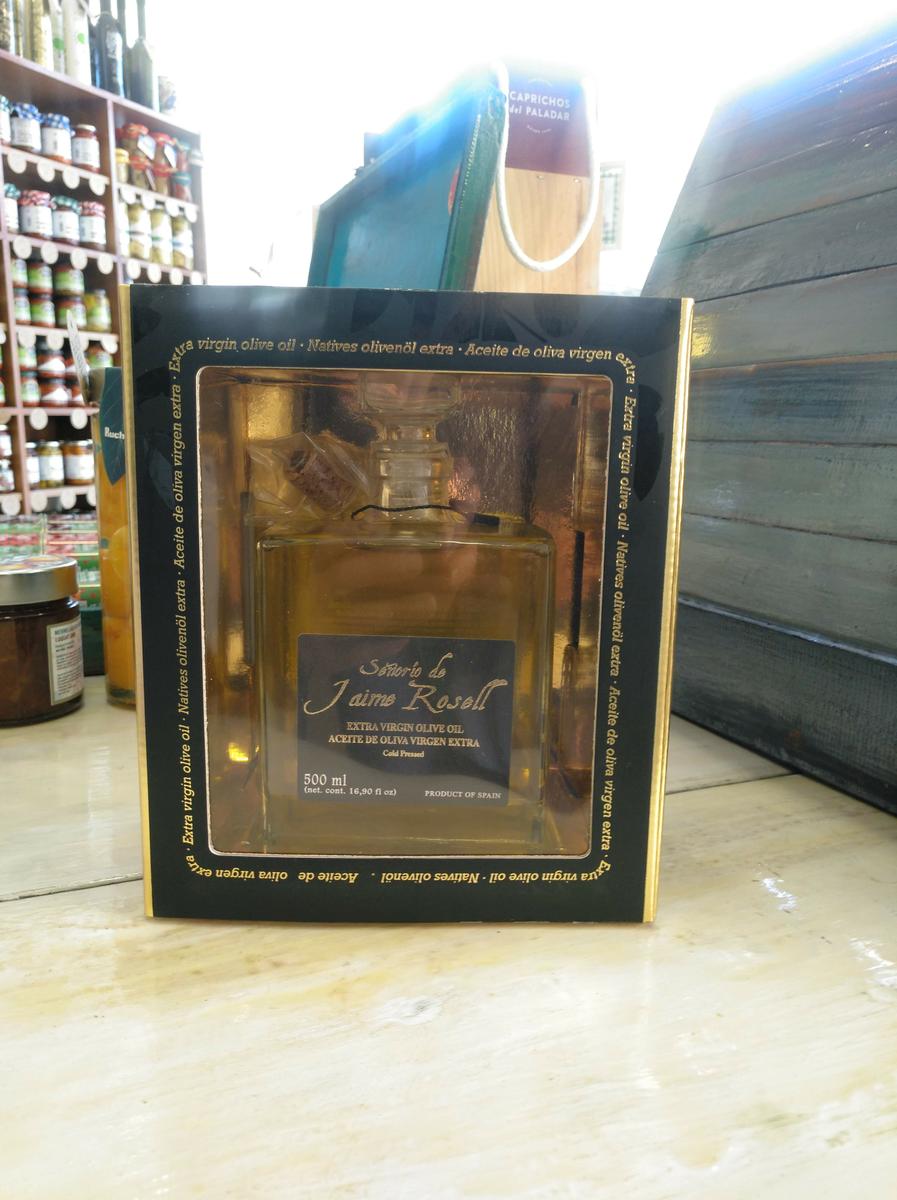 CAPRICHOS
del PALADAR
Extra virgin olive oil · Natives olivenöl extra · Aceite de oliva virgen extra · Extra virgin olive oil · Natives olivenöl extra · Aceite de oliva virgen extra ·
Extra virgin olive oil · Natives olivenöl · Aceite de oliva virgen extra
· Extra virgin olive oil · Natives olivenöl extra · Aceite de oliva virgen extra ·
Señorío de
Jaime Rosell
EXTRA VIRGIN OLIVE OIL
ACEITE DE OLIVA VIRGEN EXTRA
Cold Pressed
500 ml
(net. cont. 16,90 fl oz)
PRODUCT OF SPAIN